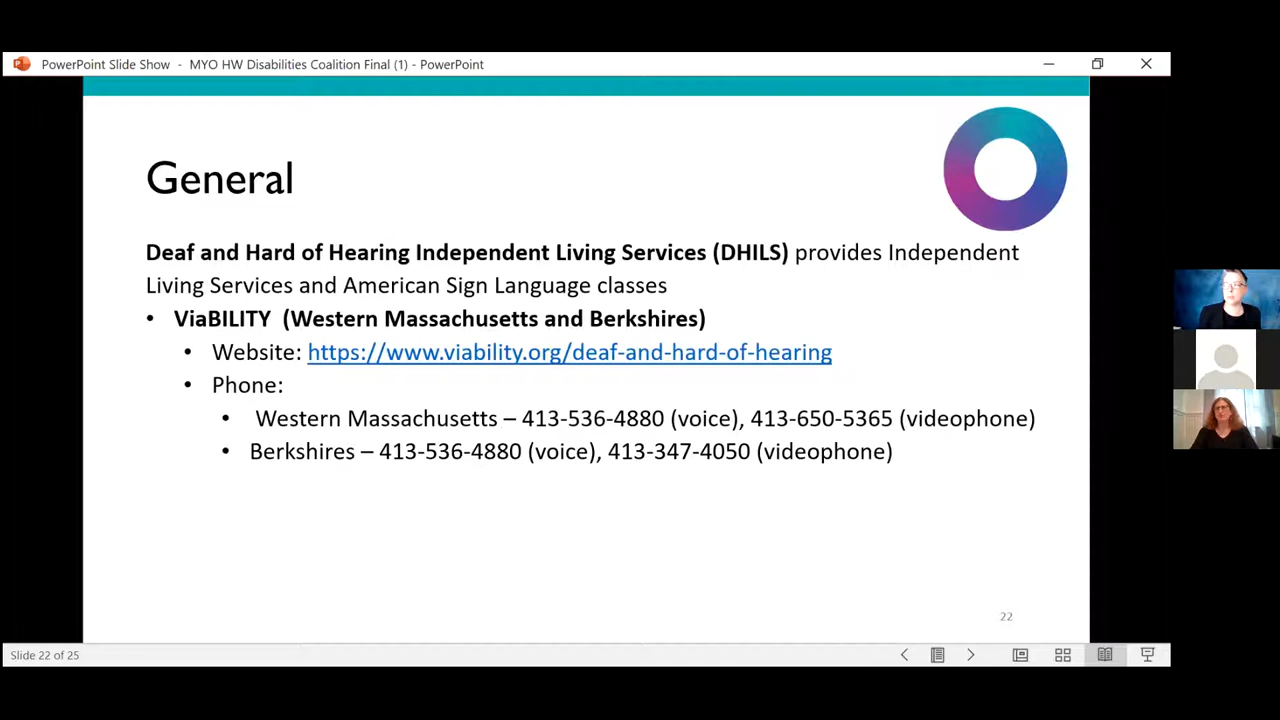 PowerPoint Slide Show - MYO HW Disabilities Coalition Final (1) - PowerPoint
General
Deaf and Hard of Hearing Independent Living Services (DHILS) provides Independent
Living Services and American Sign Language classes
• ViaBILITY (Western Massachusetts and Berkshires)
• Website: https://www.viability.org/deaf-and-hard-of-hearing
• Phone:
• Western Massachusetts – 413-536-4880 (voice), 413-650-5365 (videophone)
• Berkshires – 413-536-4880 (voice), 413-347-4050 (videophone)
22
Slide 22 of 25